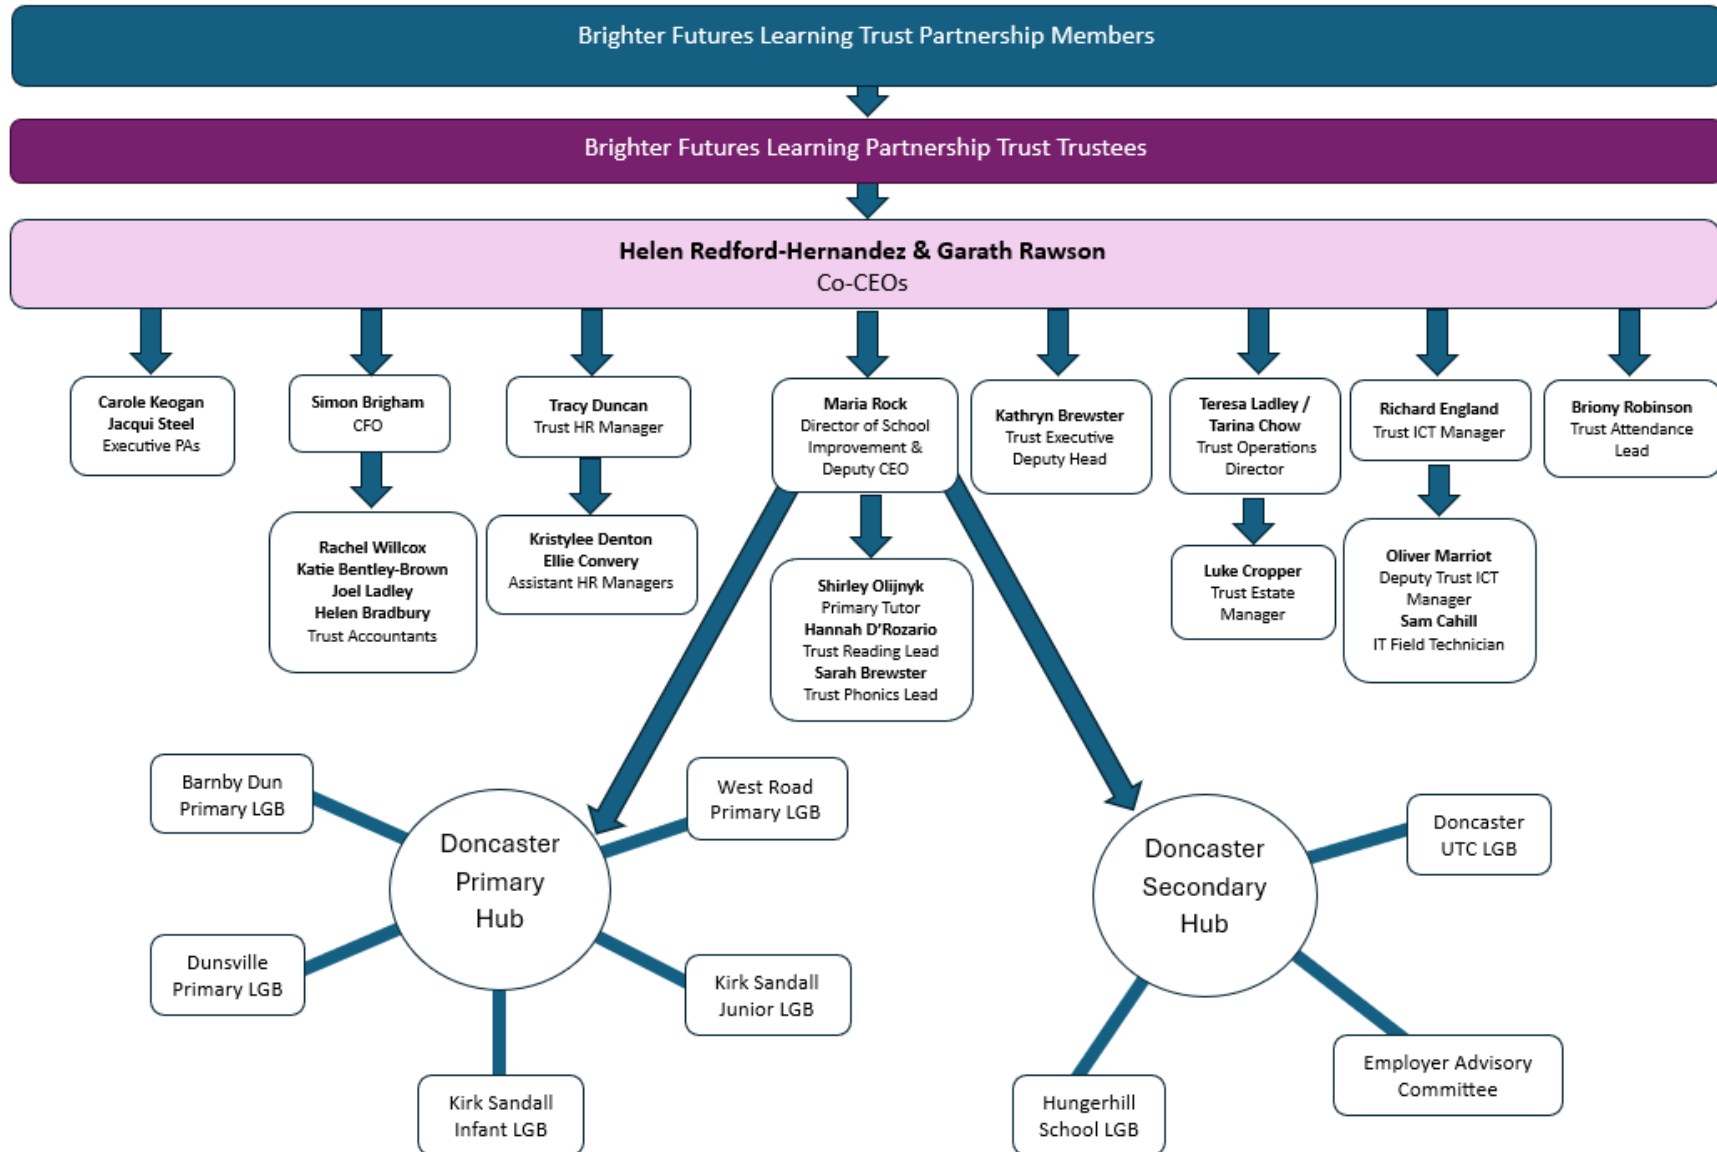 Brighter Futures Learning Trust Partnership Members
Brighter Futures Learning Partnership Trust Trustees
Helen Redford-Hernandez & Garath Rawson
Co-CEOs
Carole Keogan
Jacqui Steel
Executive PAs
Simon Brigham
CFO
Tracy Duncan
Trust HR Manager
Maria Rock
Director of School
Improvement &
Deputy CEO
Kathryn Brewster
Trust Executive
Deputy Head
Teresa Ladley /
Tarina Chow
Trust Operations
Director
Richard England
Trust ICT Manager
Briony Robinson
Trust Attendance
Lead
Rachel Willcox
Katie Bentley-Brown
Joel Ladley
Helen Bradbury
Trust Accountants
Kristylee Denton
Ellie Convery
Assistant HR Managers
Shirley Olijnyk
Primary Tutor
Hannah D’Rozario
Trust Reading Lead
Sarah Brewster
Trust Phonics Lead
Luke Cropper
Trust Estate
Manager
Oliver Marriot
Deputy Trust ICT
Manager
Sam Cahill
IT Field Technician
Barnby Dun
Primary LGB
West Road
Primary LGB
Doncaster
Primary
Hub
Dunsville
Primary LGB
Kirk Sandall
Junior LGB
Kirk Sandall
Infant LGB
Doncaster
Secondary
Hub
Doncaster
UTC LGB
Employer Advisory
Committee
Hungerhill
School LGB